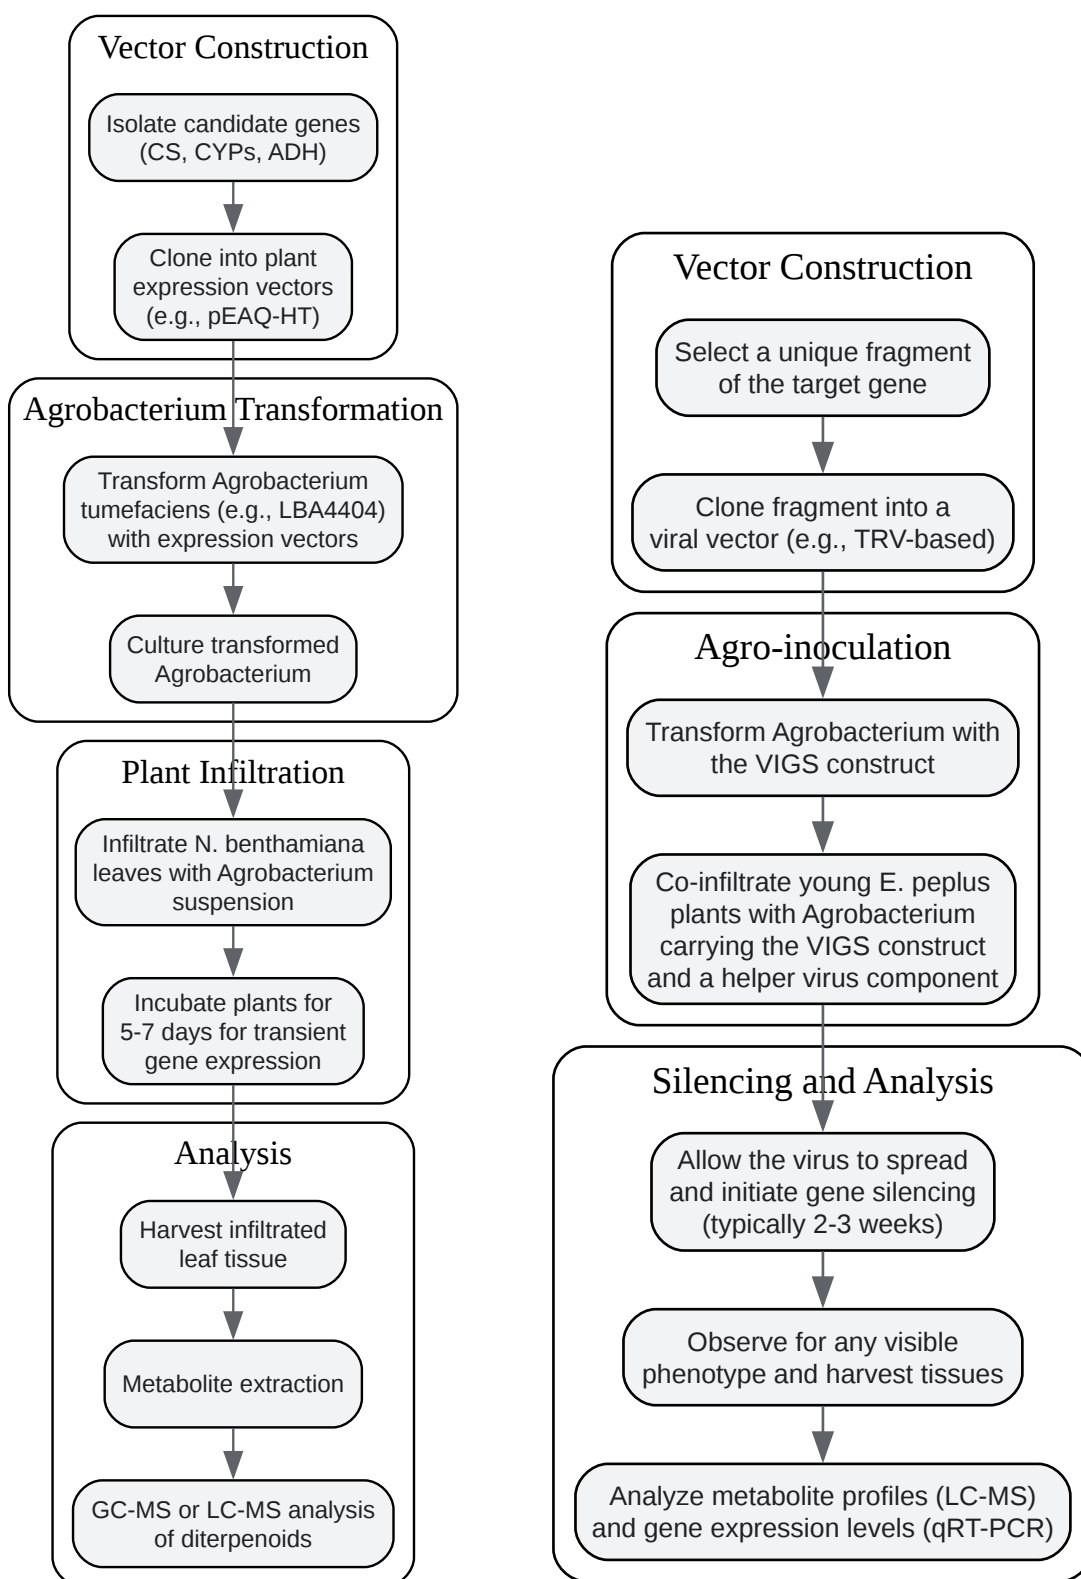 Vector Construction
Isolate candidate genes
(CS, CYPs, ADH)
Clone into plant
expression vectors
(e.g., pEAQ-HT)
Agrobacterium Transformation
Transform Agrobacterium
tumefaciens (e.g., LBA4404)
with expression vectors
Culture transformed
Agrobacterium
Plant Infiltration
Infiltrate N. benthamiana
leaves with Agrobacterium
suspension
Incubate plants for
5-7 days for transient
gene expression
Analysis
Harvest infiltrated
leaf tissue
Metabolite extraction
GC-MS or LC-MS analysis
of diterpenoids
Vector Construction
Select a unique fragment
of the target gene
Clone fragment into a
viral vector (e.g., TRV-based)
Agro-inoculation
Transform Agrobacterium with
the VIGS construct
Co-infiltrate young E. peplus
plants with Agrobacterium
carrying the VIGS construct
and a helper virus component
Silencing and Analysis
Allow the virus to spread
and initiate gene silencing
(typically 2-3 weeks)
Observe for any visible
phenotype and harvest tissues
Analyze metabolite profiles (LC-MS)
and gene expression levels (qRT-PCR)